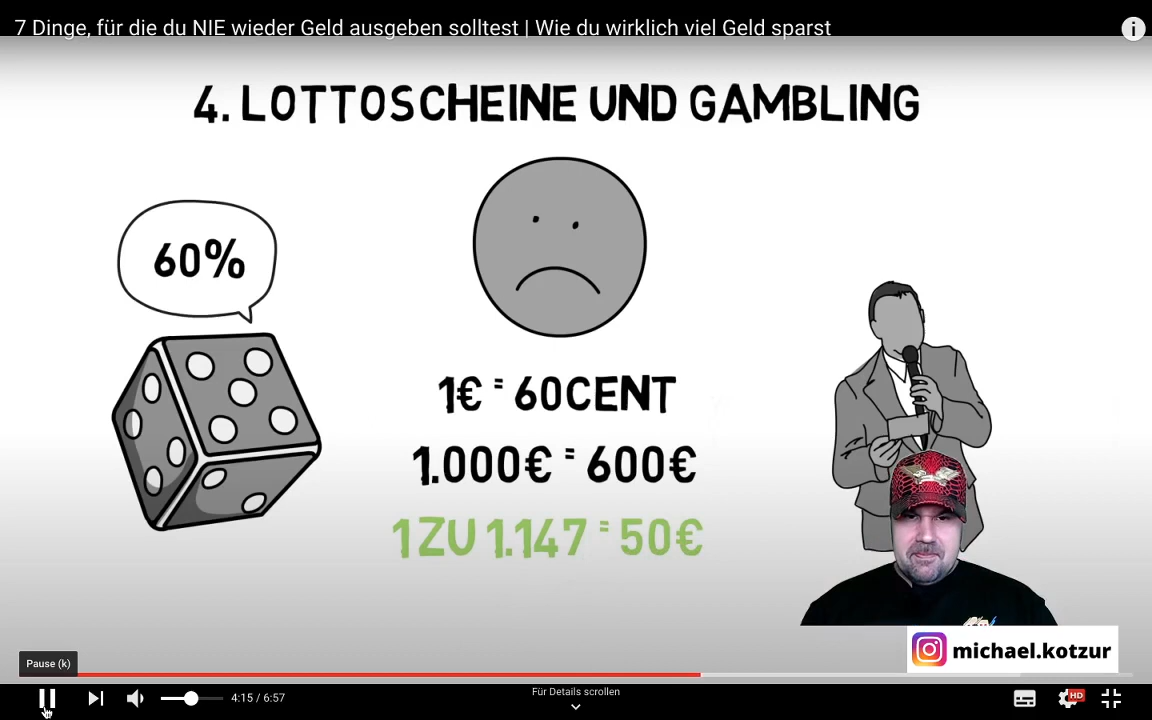 7 Dinge, für die du NIE wieder Geld ausgeben solltest | Wie du wirklich viel Geld sparst
4. LOTTOSCHEINE UND GAMBLING
60%
1€ = 60CENT
1.000€ = 600€
1 ZU 1.147 = 50€
michael.kotzur
Pause (k)
4:15 / 6:57
Für Details scrollen
HD